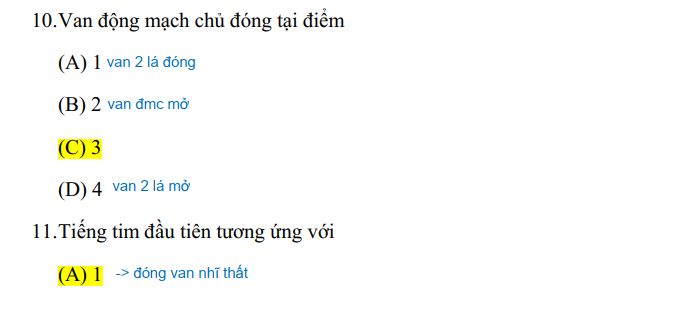 10.Van động mạch chủ đóng tại điểm
(A) 1 van 2 lá đóng
(B) 2 van đmc mở
(C) 3
(D) 4 van 2 lá mở
11.Tiếng tim đầu tiên tương ứng với
(A) 1 -> đóng van nhĩ thất